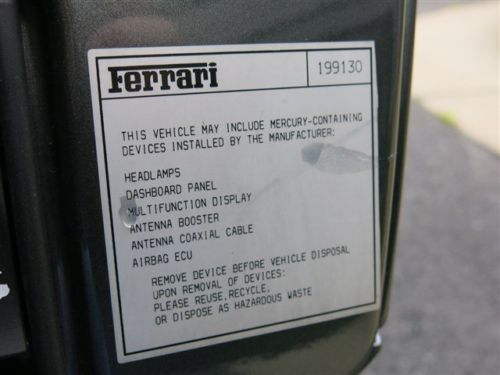 Ferrari 199130
THIS VEHICLE MAY INCLUDE MERCURY-CONTAINING
DEVICES INSTALLED BY THE MANUFACTURER:
HEADLAMPS
DASHBOARD PANEL
MULTIFUNCTION DISPLAY
ANTENNA BOOSTER
ANTENNA COAXIAL CABLE
AIRBAG ECU
REMOVE DEVICE BEFORE VEHICLE DISPOSAL
UPON REMOVAL OF DEVICES:
PLEASE REUSE,RECYCLE,
OR DISPOSE AS HAZARDOUS WASTE